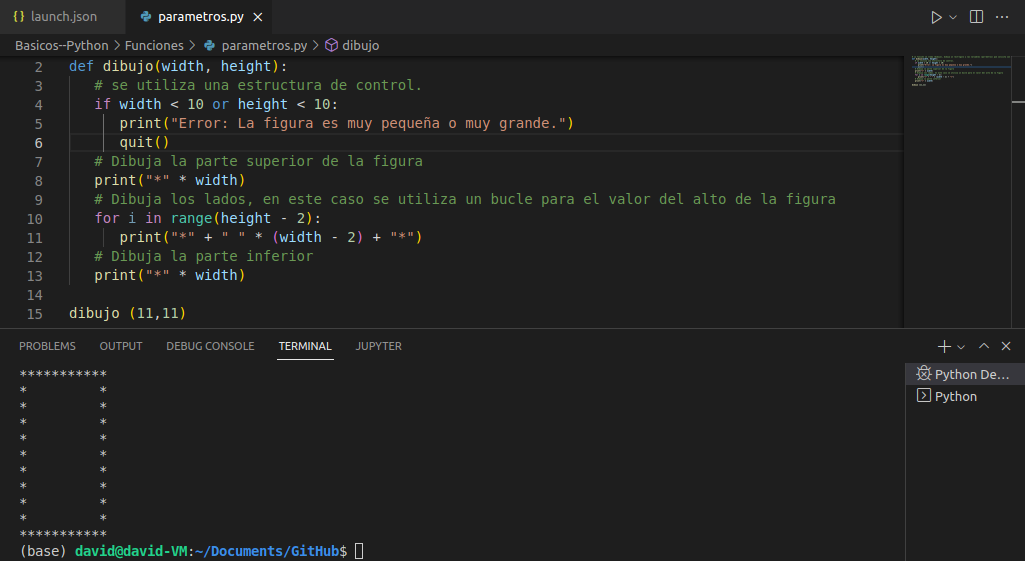 {} launch.json parametros.py ×
Basicos--Python > Funciones > parametros.py > dibujo
2 def dibujo(width, height):
3 # se utiliza una estructura de control.
4 if width < 10 or height < 10:
5 print("Error: La figura es muy pequeña o muy grande.")
6 quit()
7 # Dibuja la parte superior de la figura
8 print("*" * width)
9 # Dibuja los lados, en este caso se utiliza un bucle para el valor del alto de la figura
10 for i in range(height - 2):
11 print("*" + " " * (width - 2) + "*")
12 # Dibuja la parte inferior
13 print("*" * width)
14
15 dibujo (11,11)
PROBLEMS OUTPUT DEBUG CONSOLE TERMINAL JUPYTER
***********
*         *
*         *
*         *
*         *
*         *
*         *
*         *
*         *
*         *
***********
(base) david@david-VM:~/Documents/GitHub$
Python De...
Python